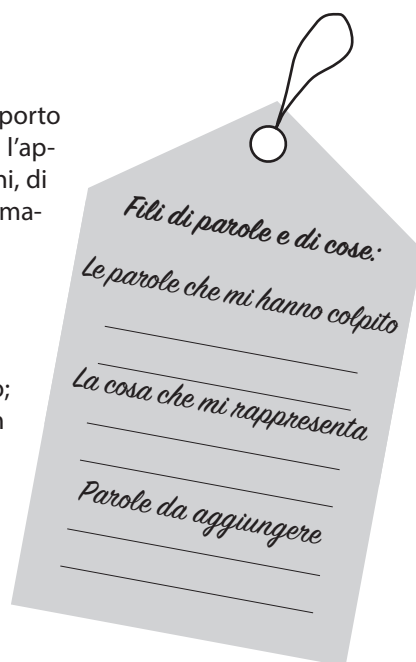 porto
l’ap-
ni, di
ma-
Fili di parole e di cose:
Le parole che mi hanno colpito
o;
La cosa che mi rappresenta
Parole da aggiungere